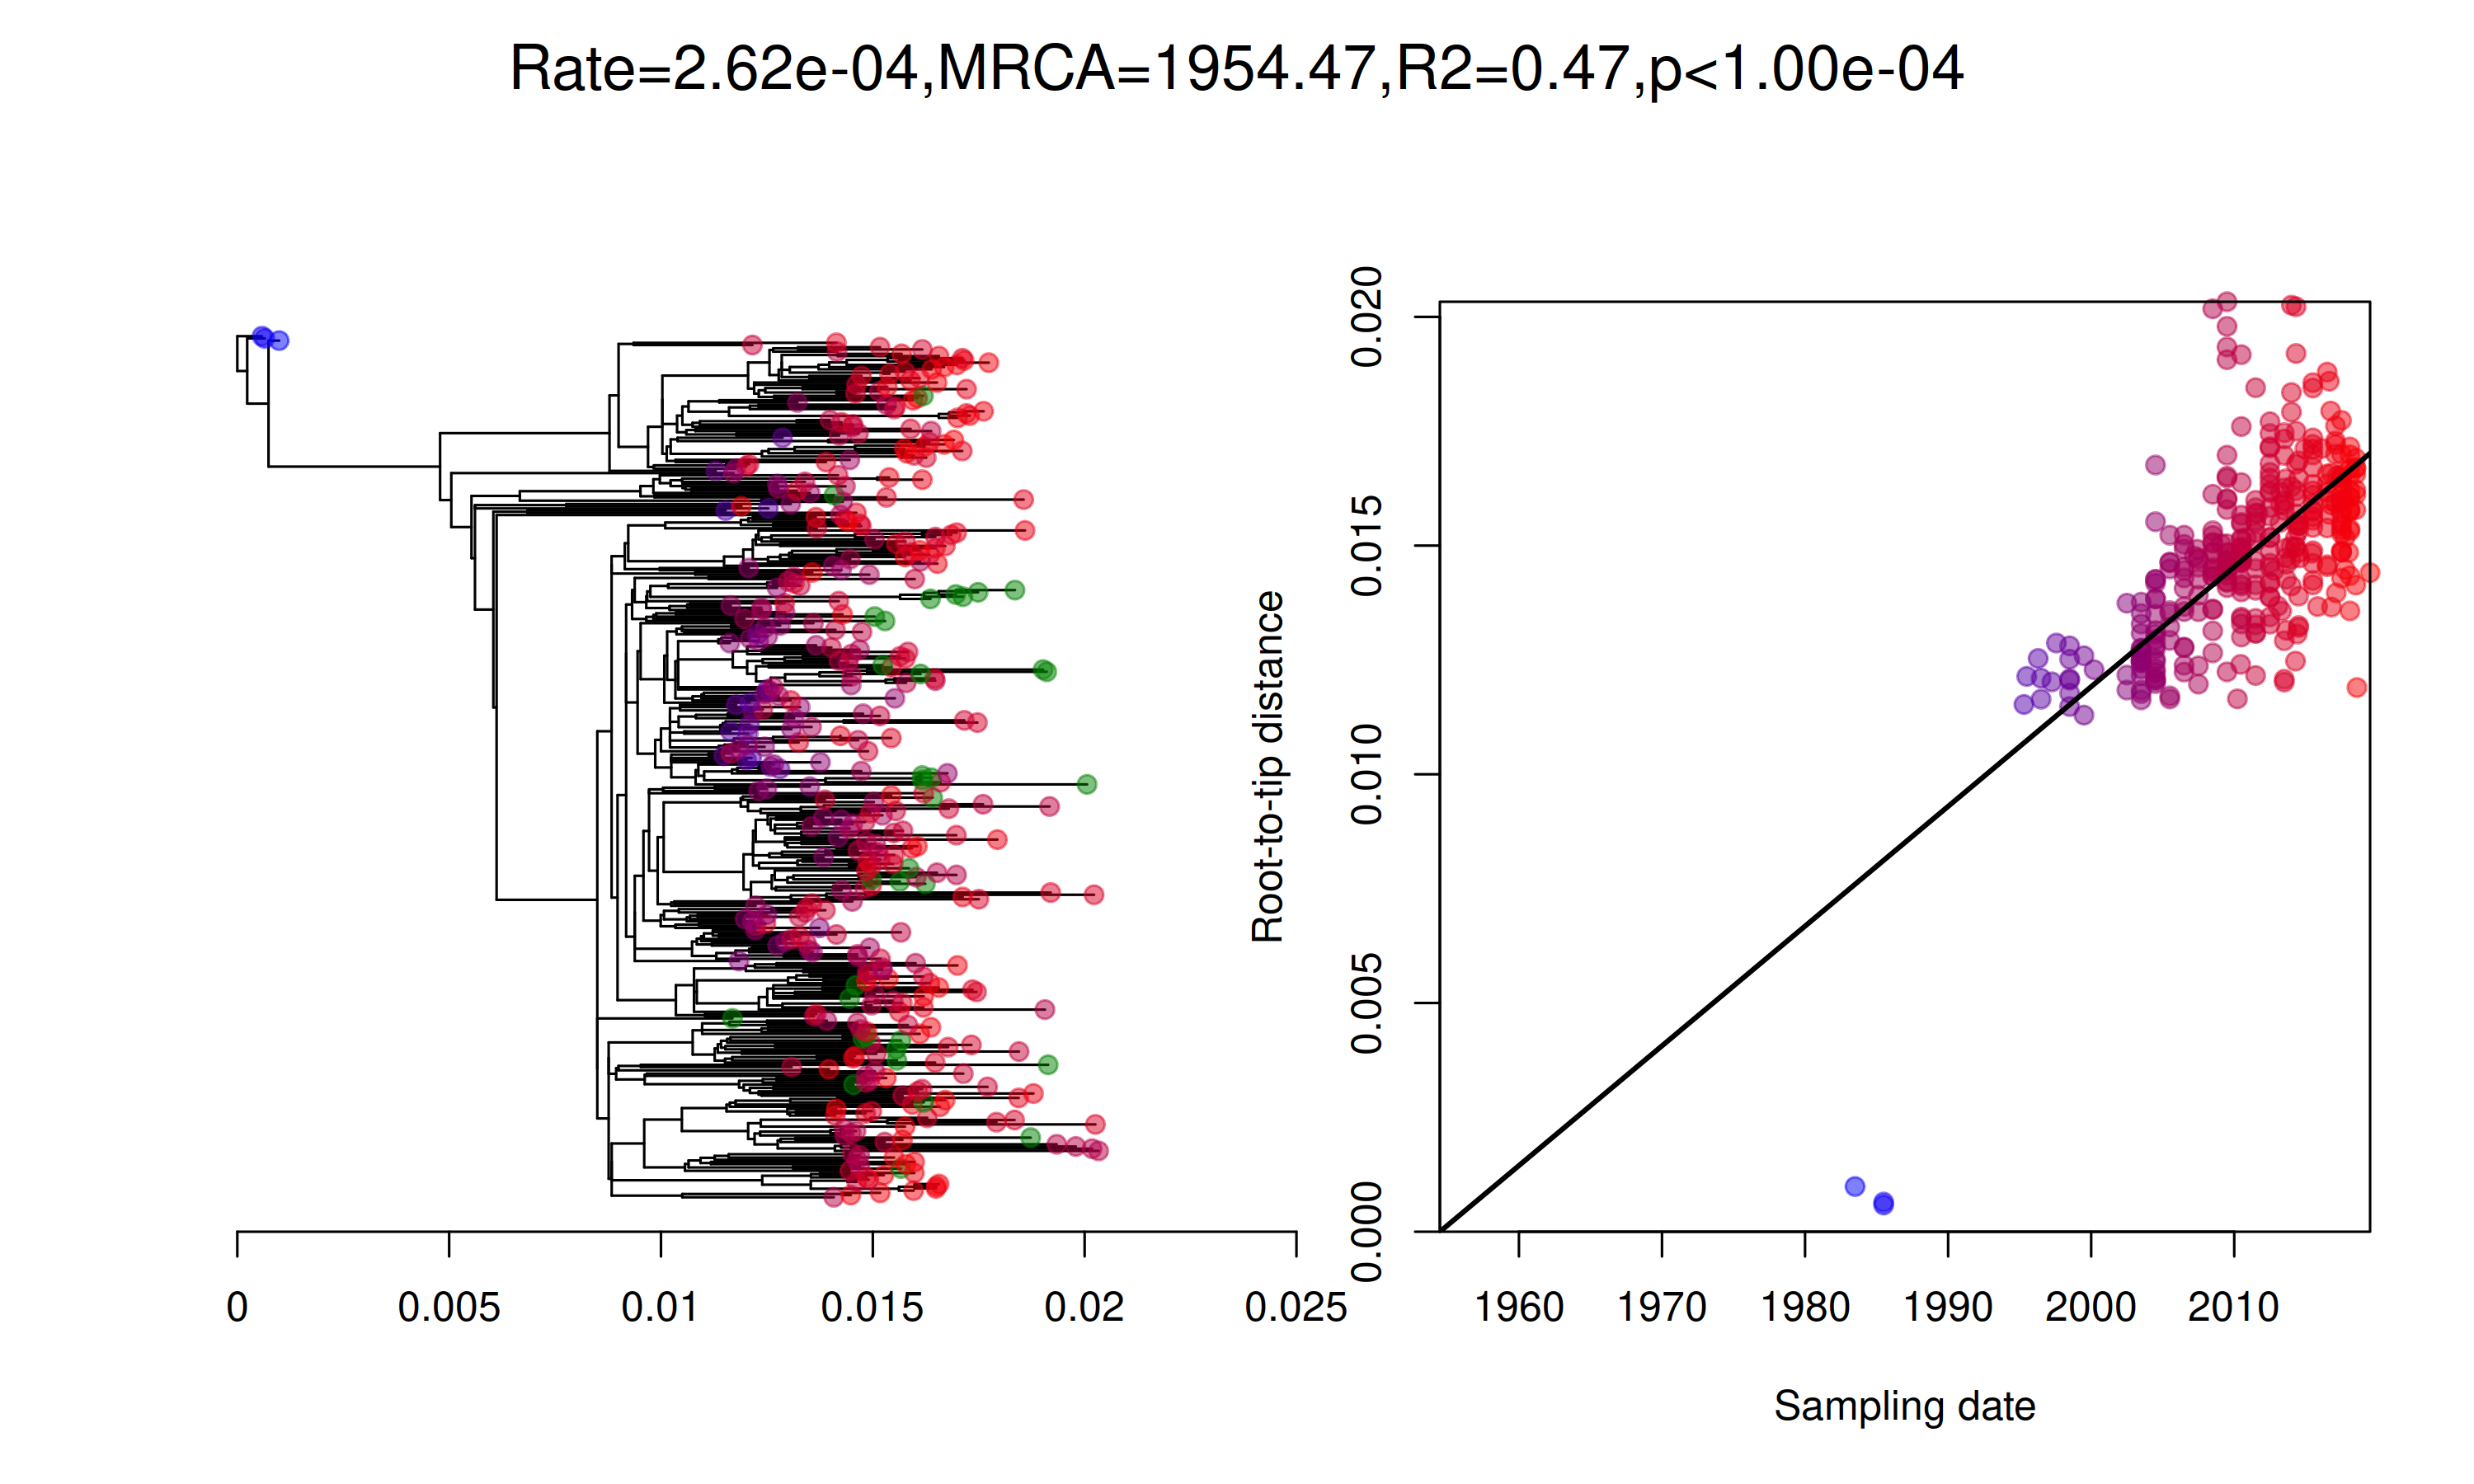 Rate=2.62e-04,MRCA=1954.47,R2=0.47,p<1.00e-04
0 0.005 0.01 0.015 0.02 0.025
Root-to-tip distance
0.000 0.005 0.010 0.015 0.020
1960 1970 1980 1990 2000 2010
Sampling date